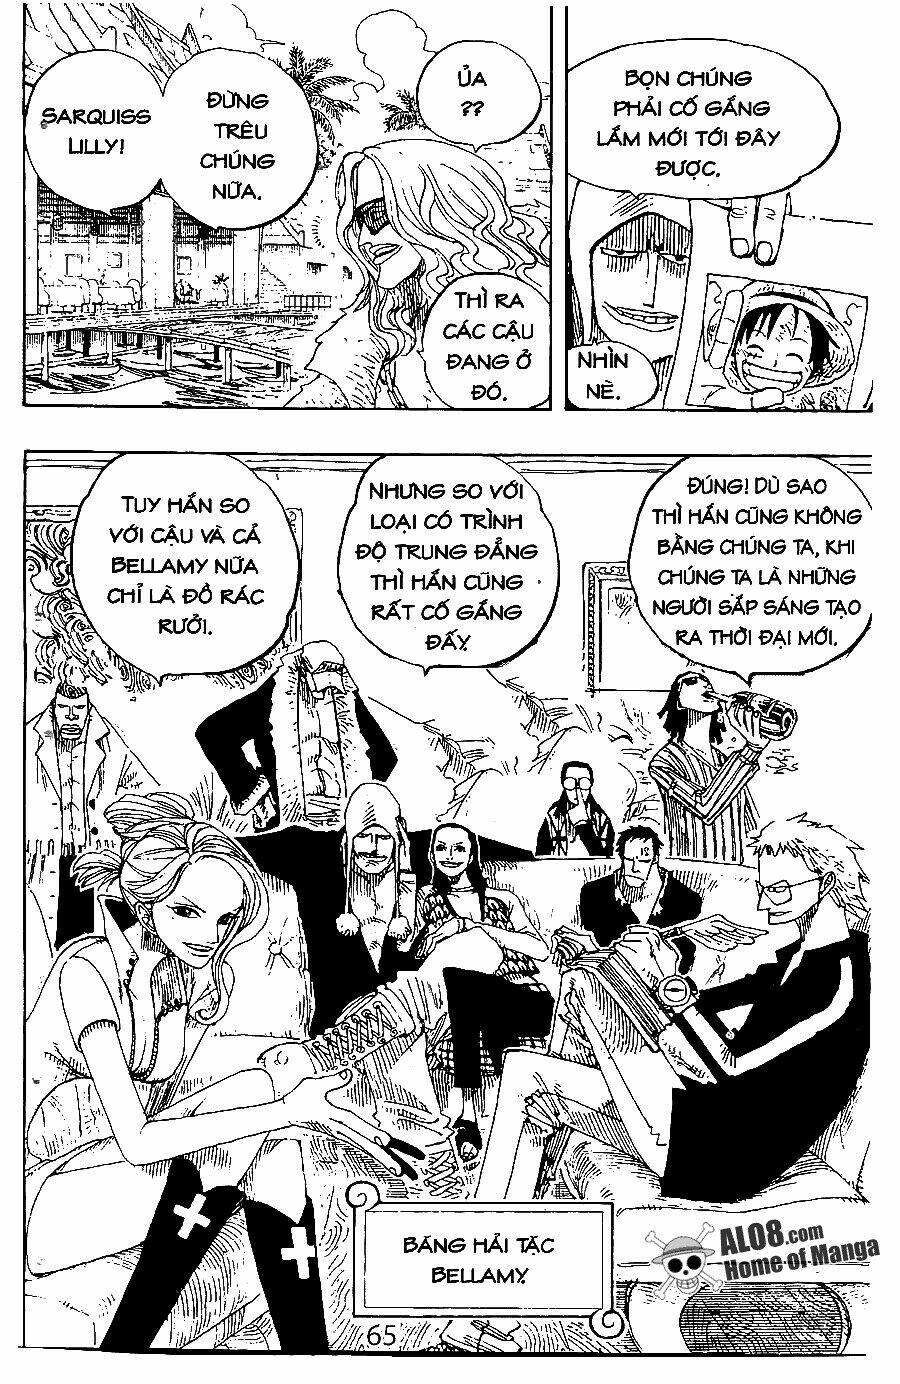 SARQUISS
LILLY!
ĐỪNG
TRÊU
CHÚNG
NỮA.
ỦA
??
THÌ RA
CÁC CẬU
ĐANG Ở
ĐÓ.
BỌN CHÚNG
PHẢI CỐ GẮNG
LẮM MỚI TỚI ĐÂY
ĐƯỢC.
NHÌN
NÈ.
TUY HẮN SO
VỚI CẬU VÀ CẢ
BELLAMY NỮA
CHỈ LÀ ĐỒ RÁC
RƯỞI.
NHƯNG SO VỚI
LOẠI CÓ TRÌNH
ĐỘ TRUNG ĐẲNG
THÌ HẮN CŨNG
RẤT CỐ GẮNG
ĐẤY.
ĐÚNG! DÙ SAO
THÌ HẮN CŨNG KHÔNG
BẰNG CHÚNG TA, KHI
CHÚNG TA LÀ NHỮNG
NGƯỜI SẮP SÁNG TẠO
RA THỜI ĐẠI MỚI.
BĂNG HẢI TẶC
BELLAMY.
65
ALO8.com
Home of Manga